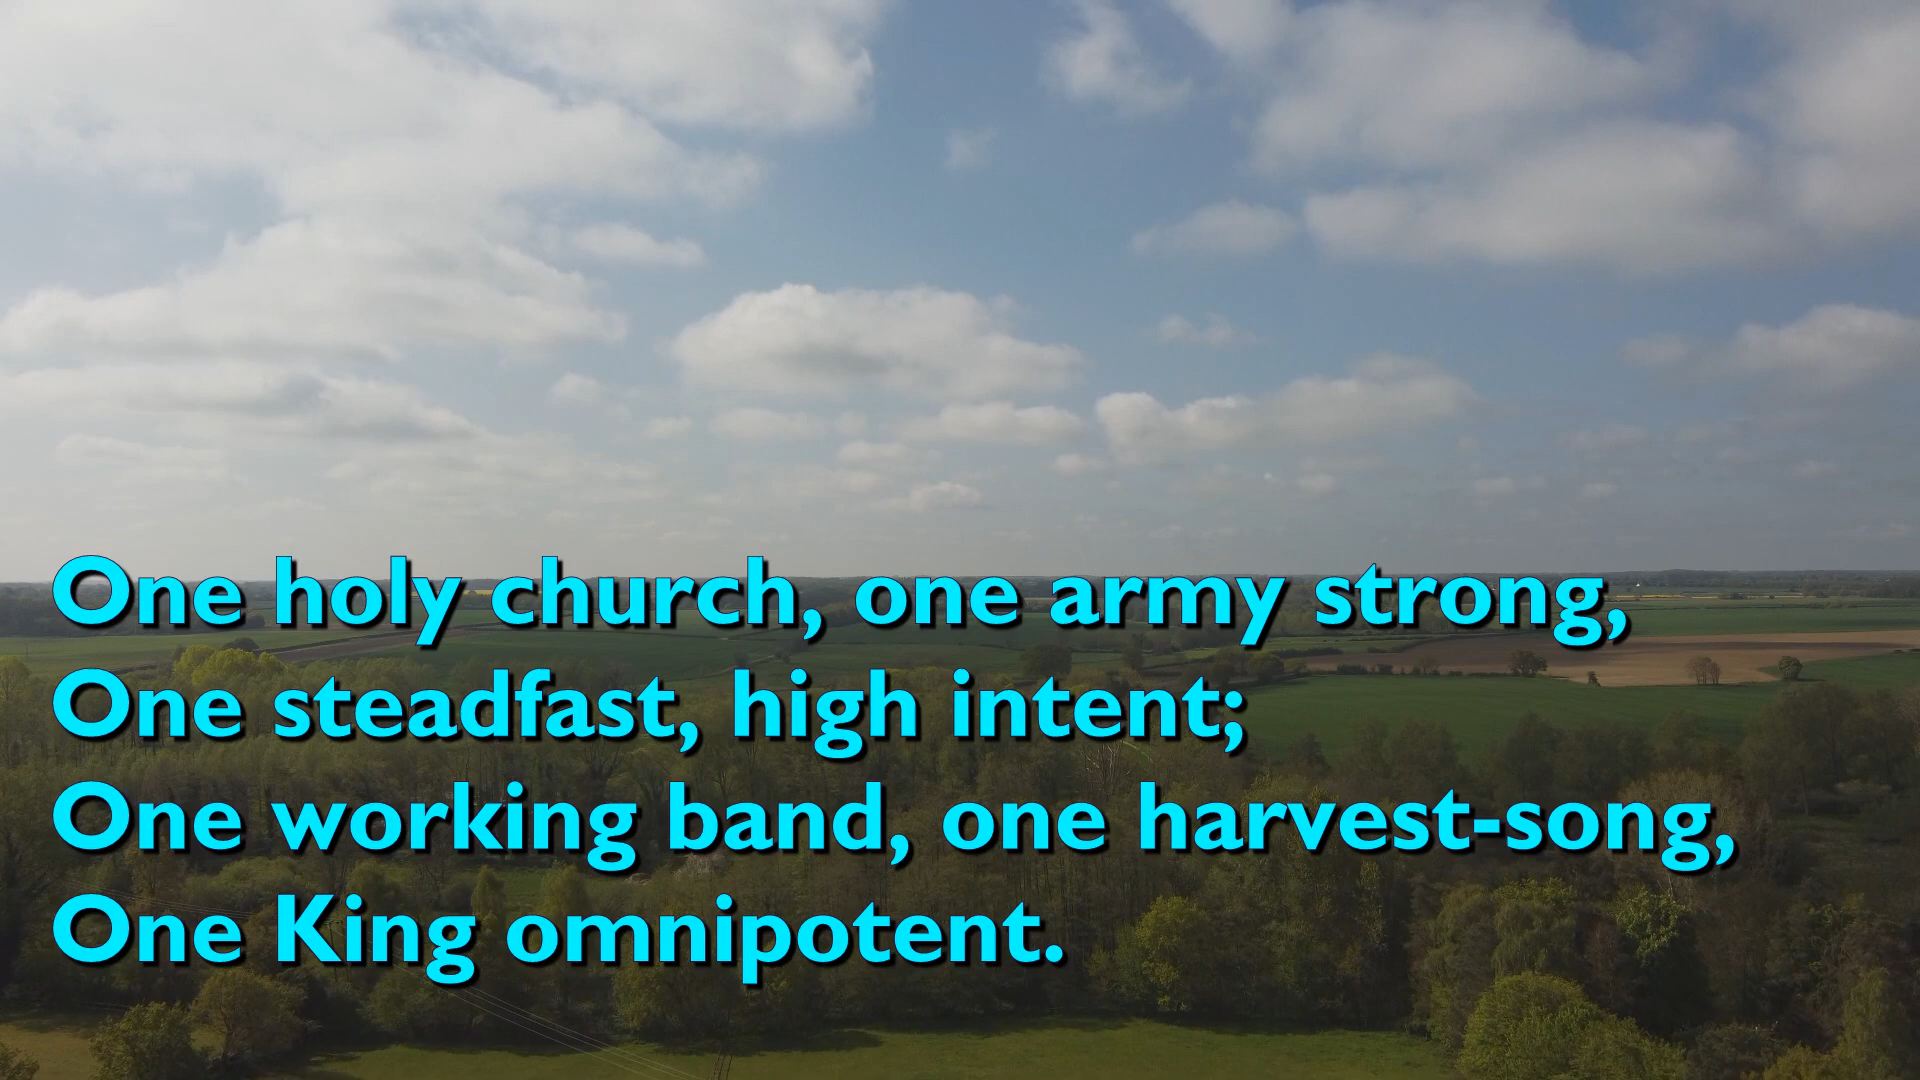 One holy church, one army strong,
One steadfast, high intent;
One working band, one harvest-song,
One King omnipotent.